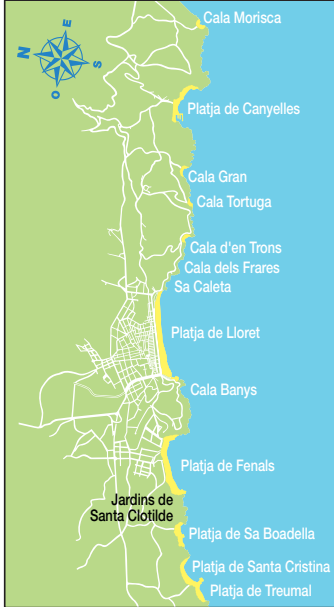 Cala Morisca
N
E
S
O
Platja de Canyelles
Cala Gran
Cala Tortuga
Cala d'en Trons
Cala dels Frares
Sa Caleta
Platja de Lloret
Cala Banys
Platja de Fenals
Jardins de
Santa Clotilde
Platja de Sa Boadella
Platja de Santa Cristina
Platja de Treumal